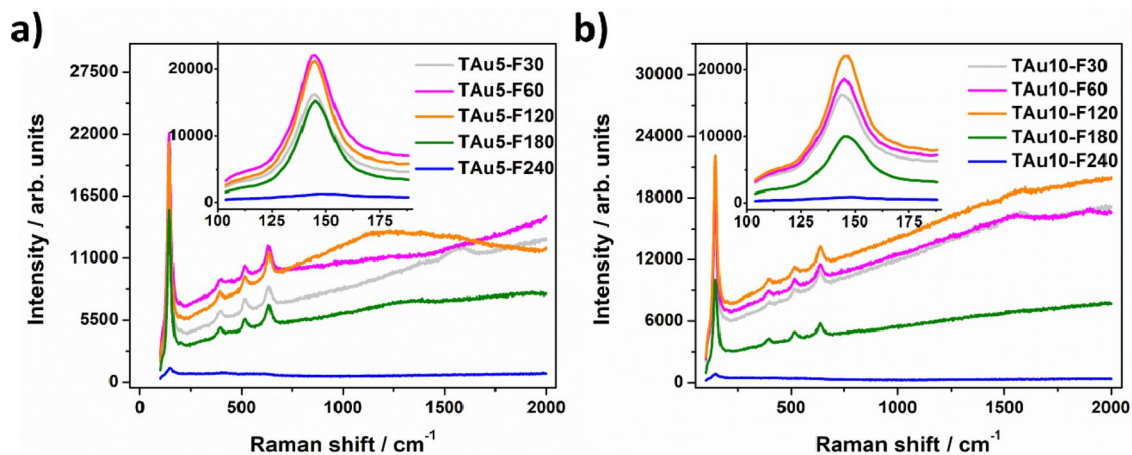 a)
27500
22000
16500
11000
5500
0
Intensity / arb. units
0
500
1000
1500
2000
Raman shift / cm-1
20000
10000
0
100
125
150
175
TAu5-F30
TAu5-F60
TAu5-F120
TAu5-F180
TAu5-F240
b)
30000
24000
18000
12000
6000
0
Intensity / arb. units
500
1000
1500
2000
Raman shift / cm-1
20000
10000
0
100
125
150
175
TAu10-F30
TAu10-F60
TAu10-F120
TAu10-F180
TAu10-F240